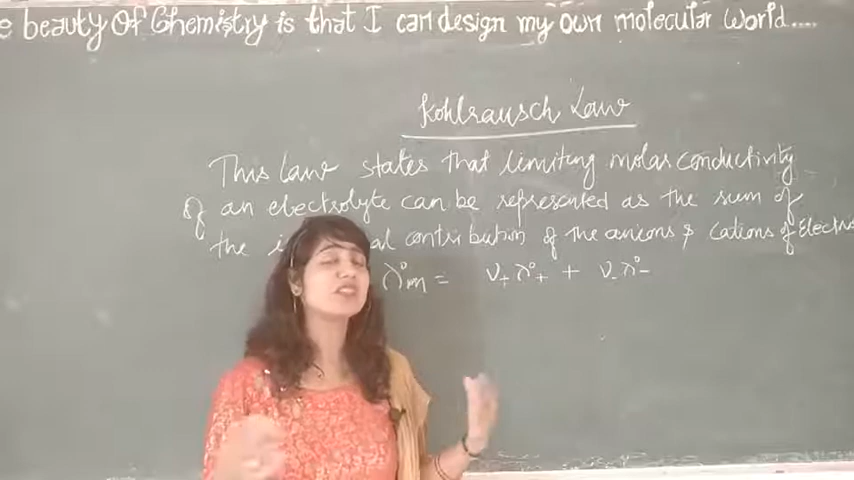 e beauty Of Chemistry is that I can design my own molecular World.....
Kohlrausch Law
This law states that limiting molar conductivity
Of an electrolyte can be represented as the sum of
the al contribution of the anions & cations of Electro
λ°m = ν+λ°+ + ν-λ°-